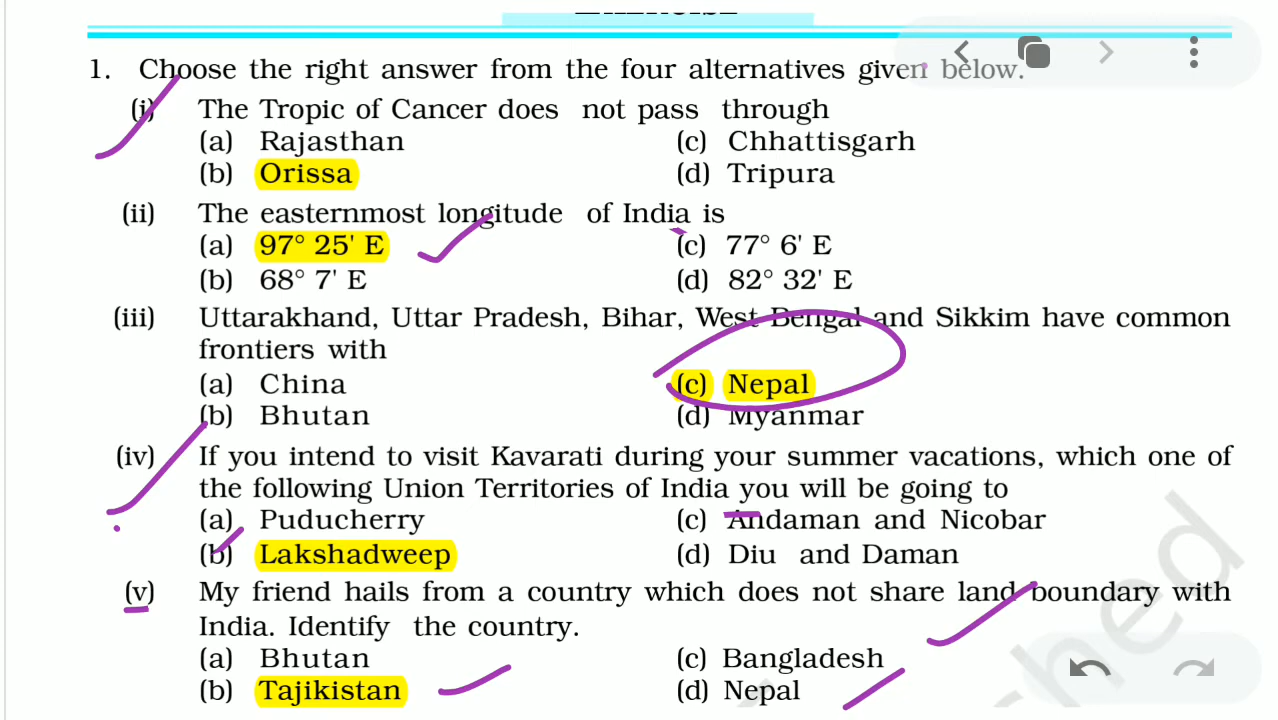 1. Choose the right answer from the four alternatives given below.
(i) The Tropic of Cancer does not pass through
(a) Rajasthan (c) Chhattisgarh
(b) Orissa (d) Tripura
(ii) The easternmost longitude of India is
(a) 97° 25' E (c) 77° 6' E
(b) 68° 7' E (d) 82° 32' E
(iii) Uttarakhand, Uttar Pradesh, Bihar, West Bengal and Sikkim have common
frontiers with
(a) China (c) Nepal
(b) Bhutan (d) Myanmar
(iv) If you intend to visit Kavarati during your summer vacations, which one of
the following Union Territories of India you will be going to
(a) Puducherry (c) Andaman and Nicobar
(b) Lakshadweep (d) Diu and Daman
(v) My friend hails from a country which does not share land boundary with
India. Identify the country.
(a) Bhutan (c) Bangladesh
(b) Tajikistan (d) Nepal